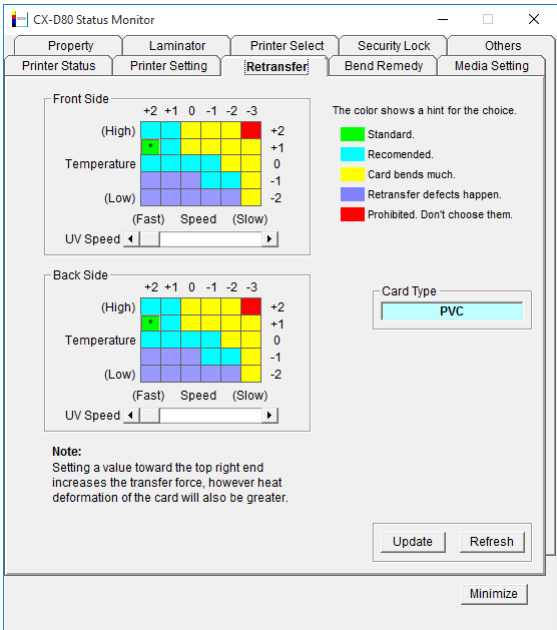 CX-D80 Status Monitor
Property Laminator Printer Select Security Lock Others
Printer Status Printer Setting Retransfer Bend Remedy Media Setting
Front Side
+2 +1 0 -1 -2 -3
The color shows a hint for the choice.
(High) +2
Standard.
* +1
Recomended.
Temperature 0
Card bends much.
-1
Retransfer defects happen.
(Low) -2
Prohibited. Don't choose them.
(Fast) Speed (Slow)
UV Speed
Back Side
+2 +1 0 -1 -2 -3
Card Type
(High) +2
PVC
* +1
Temperature 0
-1
(Low) -2
(Fast) Speed (Slow)
UV Speed
Note:
Setting a value toward the top right end
increases the transfer force, however heat
deformation of the card will also be greater.
Update Refresh
Minimize